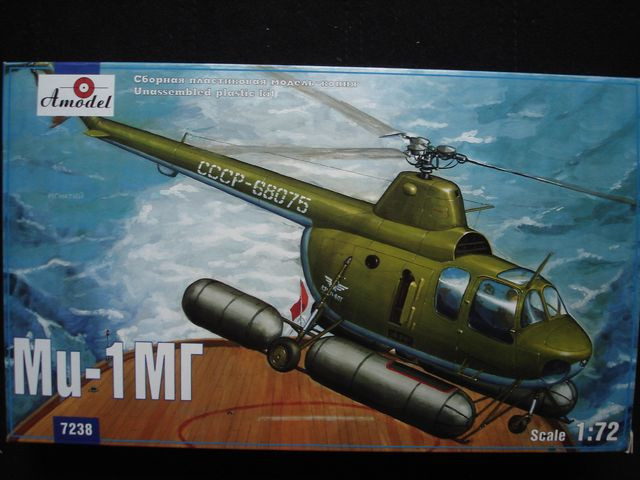 Amodel
Сборная пластиковая модель-копия
Unassembled plastic kit
СССР-68075
Ми-1МГ
7238
Scale 1:72